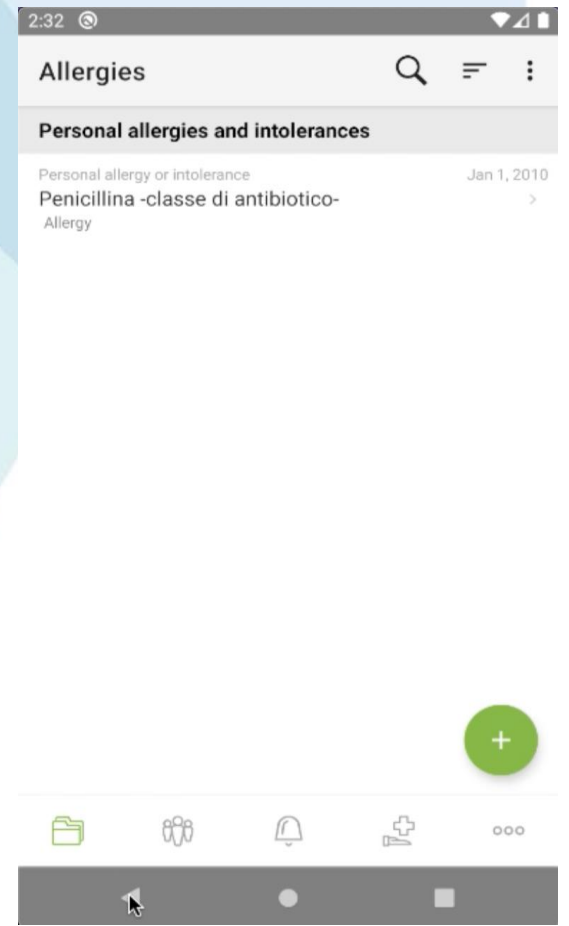 2:32
Allergies
Personal allergies and intolerances
Personal allergy or intolerance Jan 1, 2010
Penicillina -classe di antibiotico-
Allergy